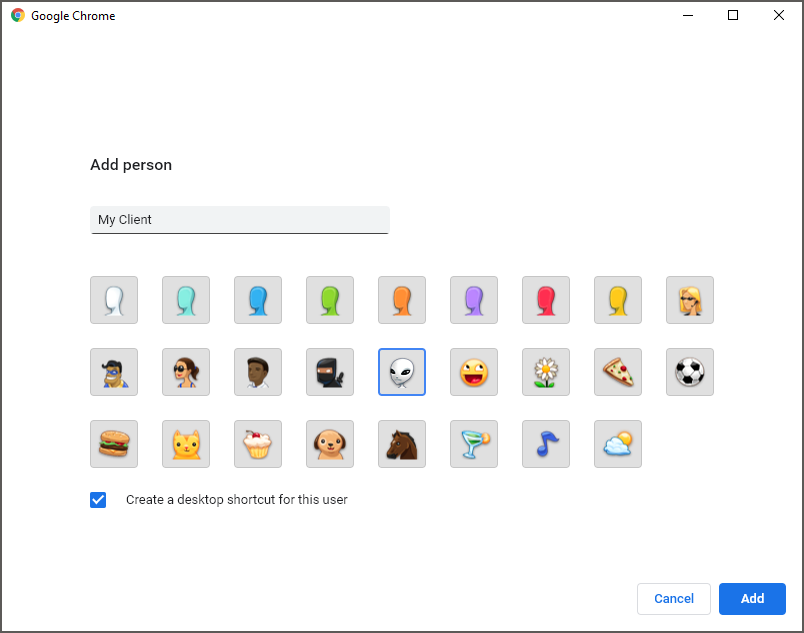 Google Chrome
Add person
My Client
Create a desktop shortcut for this user
Cancel
Add